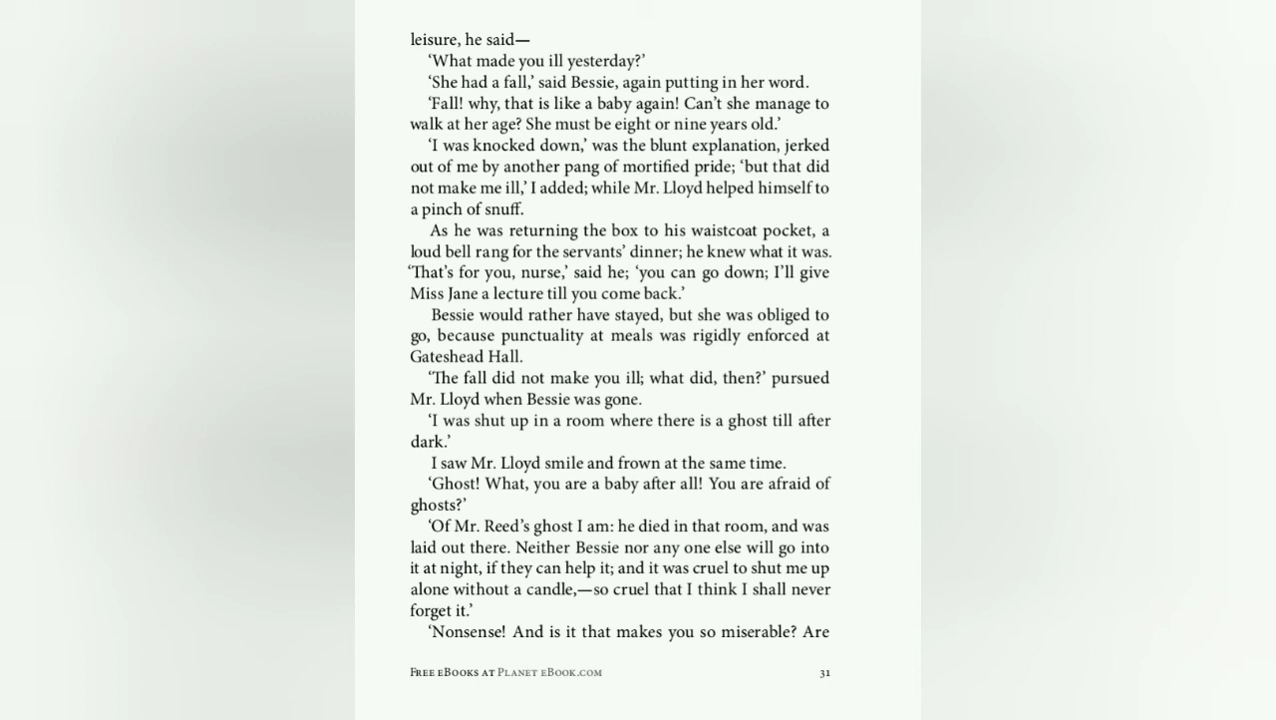 leisure, he said—
‘What made you ill yesterday?’
‘She had a fall,’ said Bessie, again putting in her word.
‘Fall! why, that is like a baby again! Can’t she manage to
walk at her age? She must be eight or nine years old.’
‘I was knocked down,’ was the blunt explanation, jerked
out of me by another pang of mortified pride; ‘but that did
not make me ill,’ I added; while Mr. Lloyd helped himself to
a pinch of snuff.
As he was returning the box to his waistcoat pocket, a
loud bell rang for the servants’ dinner; he knew what it was.
‘That’s for you, nurse,’ said he; ‘you can go down; I’ll give
Miss Jane a lecture till you come back.’
Bessie would rather have stayed, but she was obliged to
go, because punctuality at meals was rigidly enforced at
Gateshead Hall.
‘The fall did not make you ill; what did, then?’ pursued
Mr. Lloyd when Bessie was gone.
‘I was shut up in a room where there is a ghost till after
dark.’
I saw Mr. Lloyd smile and frown at the same time.
‘Ghost! What, you are a baby after all! You are afraid of
ghosts?’
‘Of Mr. Reed’s ghost I am: he died in that room, and was
laid out there. Neither Bessie nor any one else will go into
it at night, if they can help it; and it was cruel to shut me up
alone without a candle,—so cruel that I think I shall never
forget it.’
‘Nonsense! And is it that makes you so miserable? Are
Free eBooks at Planet eBook.com
31